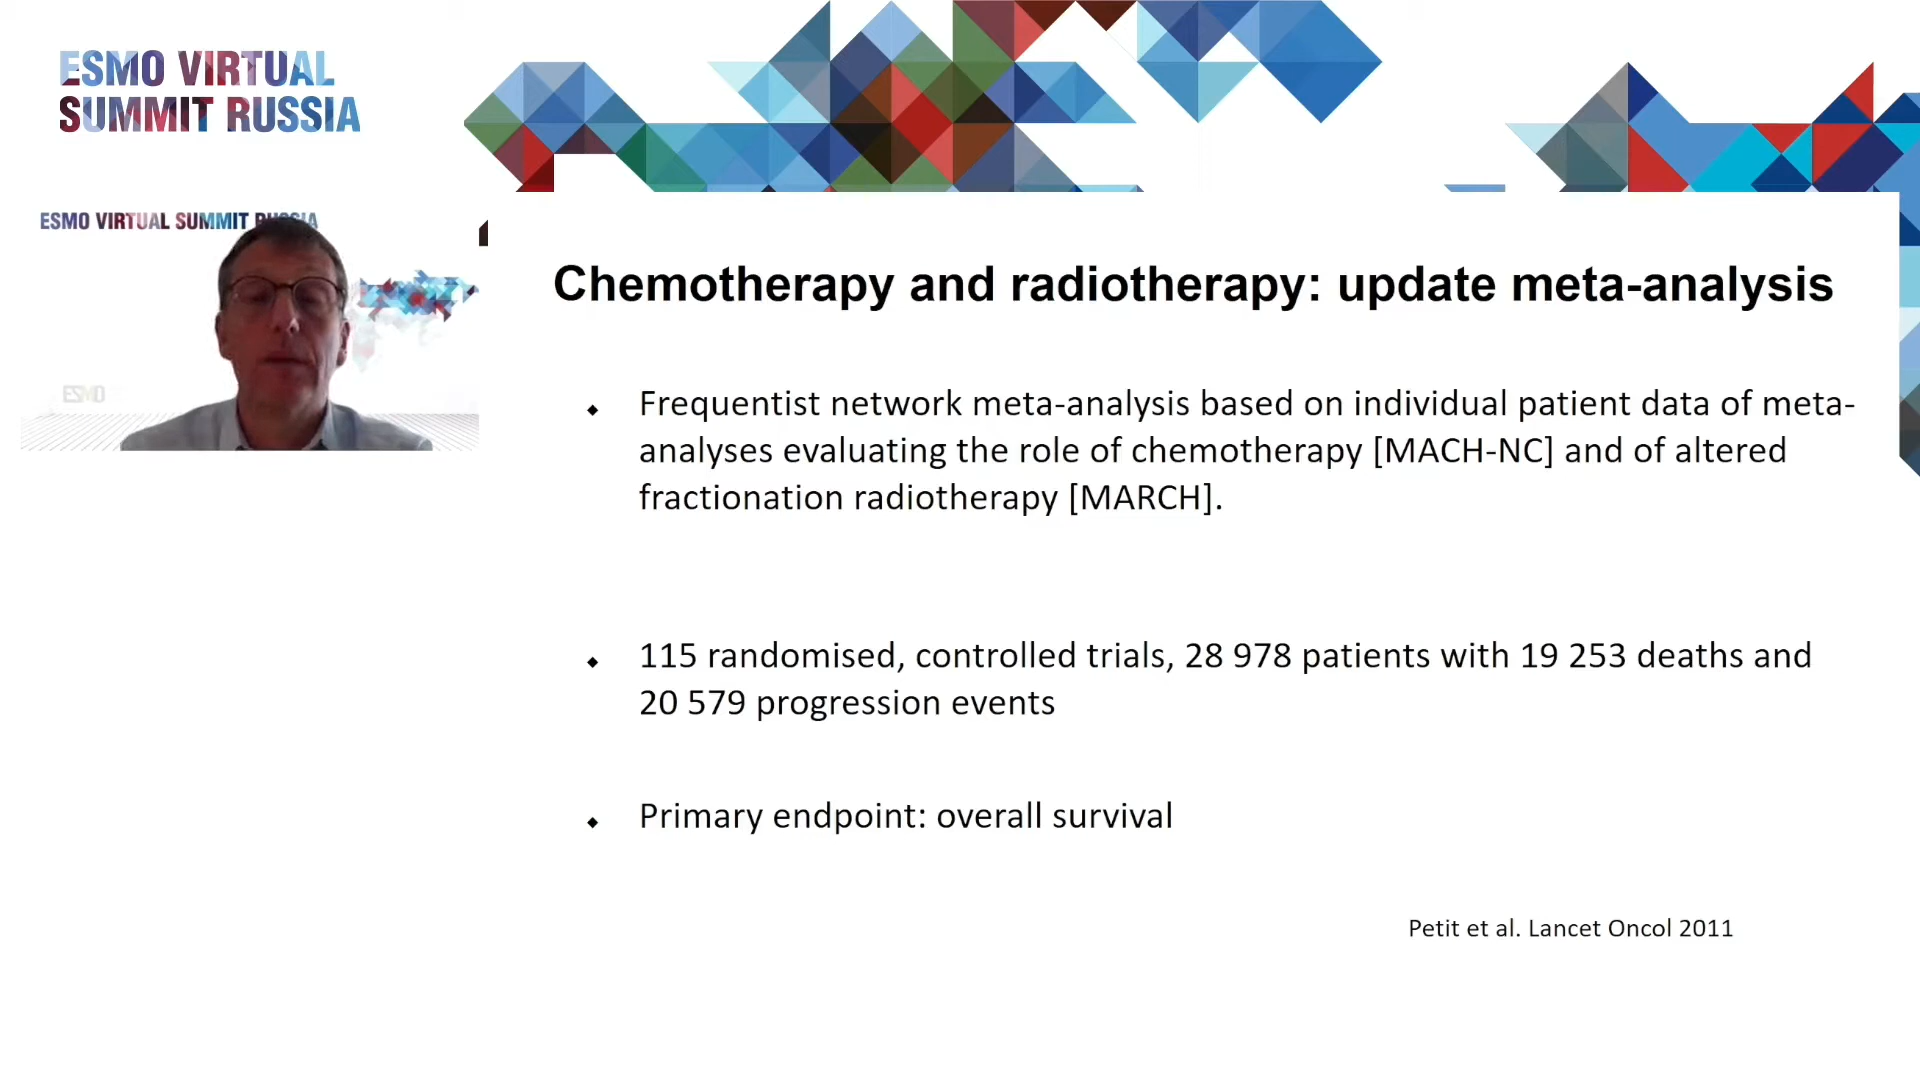 ESMO VIRTUAL
SUMMIT RUSSIA
ESMO VIRTUAL SUMMIT RUSSIA
ESMO
Chemotherapy and radiotherapy: update meta-analysis
Frequentist network meta-analysis based on individual patient data of meta-
analyses evaluating the role of chemotherapy [MACH-NC] and of altered
fractionation radiotherapy [MARCH].
115 randomised, controlled trials, 28 978 patients with 19 253 deaths and
20 579 progression events
Primary endpoint: overall survival
Petit et al. Lancet Oncol 2011